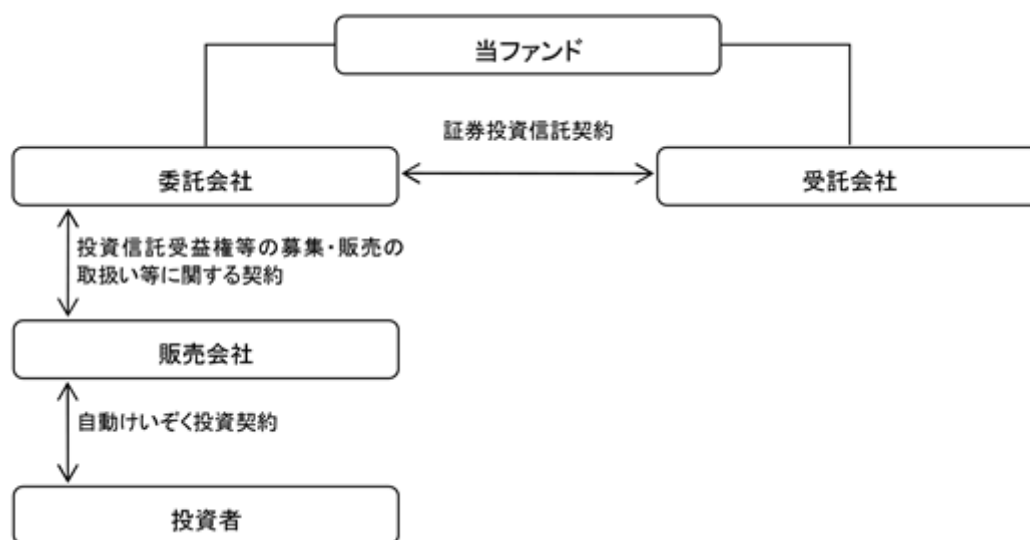 当ファンド
証券投資信託契約
委託会社
受託会社
投資信託受益権等の募集・販売の
取扱い等に関する契約
販売会社
自動けいぞく投資契約
投資者